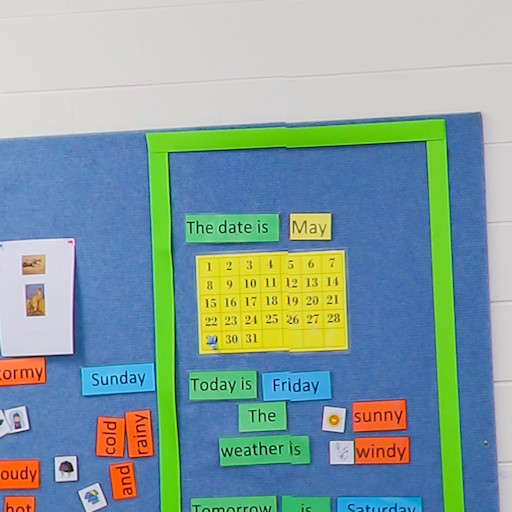 The date is May
1 2 3 4 5 6 7
8 9 10 11 12 13 14
15 16 17 18 19 20 21
22 23 24 25 26 27 28
30 31
Today is Friday
The sunny
weather is windy
Tomorrow is Saturday
ormy
Sunday
cold
rainy
oudy
and
hot